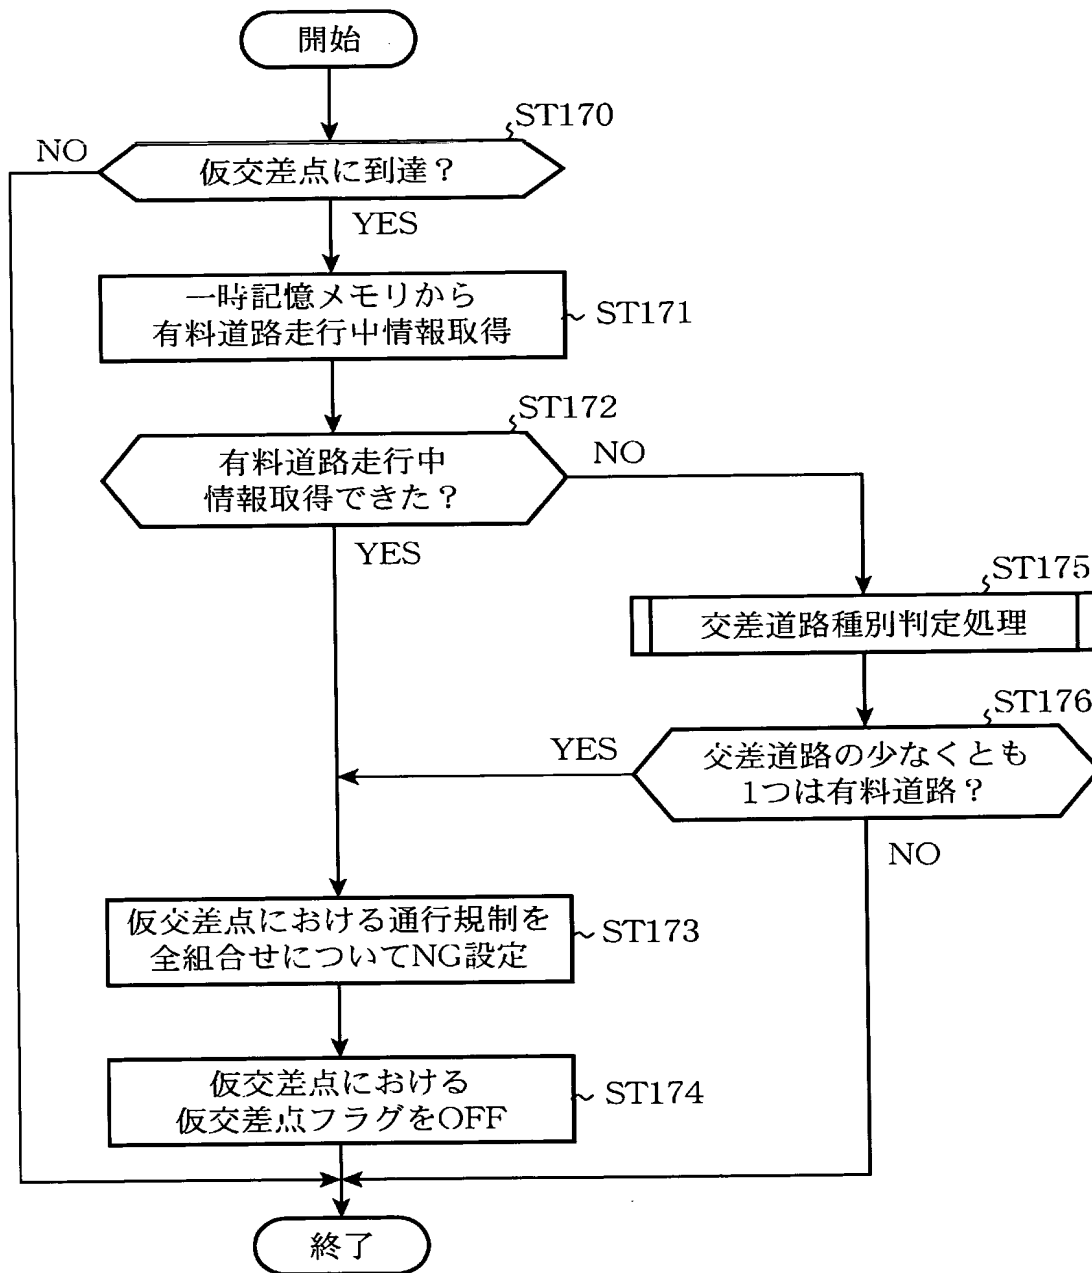 開始
ST170
NO
仮交差点に到達？
YES
一時記憶メモリから
有料道路走行中情報取得
ST171
ST172
有料道路走行中
情報取得できた？
NO
YES
ST175
交差道路種別判定処理
ST176
交差道路の少なくとも
1つは有料道路？
YES
NO
仮交差点における通行規制を
全組合せについてNG設定
ST173
仮交差点における
仮交差点フラグをOFF
ST174
終了